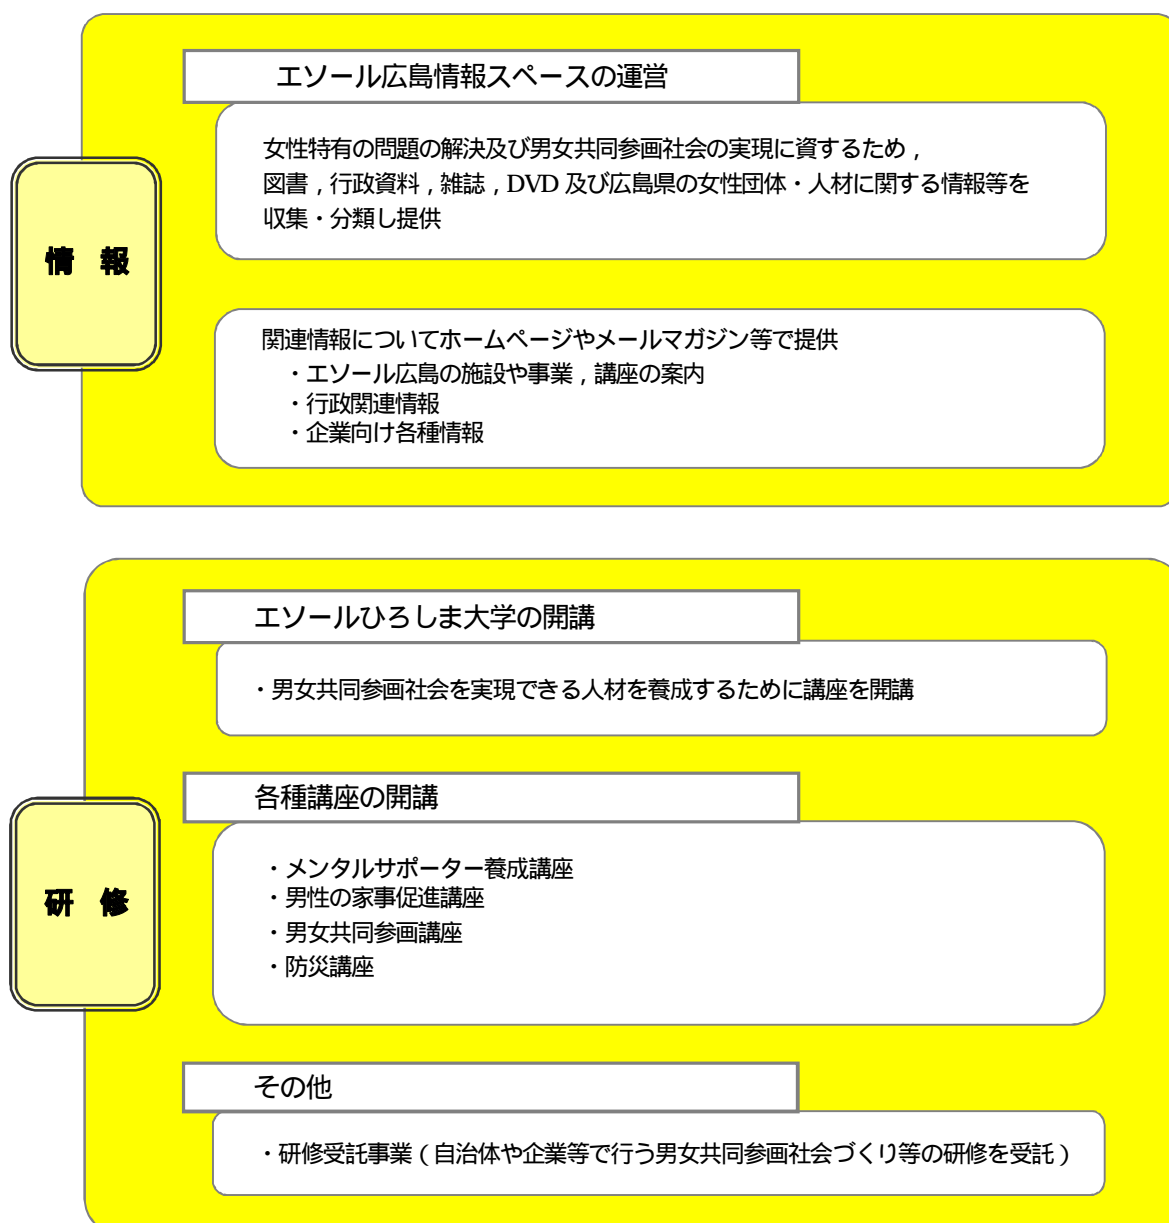 エソール広島情報スペースの運営
女性特有の問題の解決及び男女共同参画社会の実現に資するため，
図書，行政資料，雑誌，DVD 及び広島県の女性団体・人材に関する情報等を
収集・分類し提供
情　報
関連情報についてホームページやメールマガジン等で提供
・エソール広島の施設や事業，講座の案内
・行政関連情報
・企業向け各種情報
エソールひろしま大学の開講
・男女共同参画社会を実現できる人材を養成するために講座を開講
各種講座の開講
・メンタルサポーター養成講座
・男性の家事促進講座
・男女共同参画講座
・防災講座
研　修
その他
・研修受託事業（自治体や企業等で行う男女共同参画社会づくり等の研修を受託）